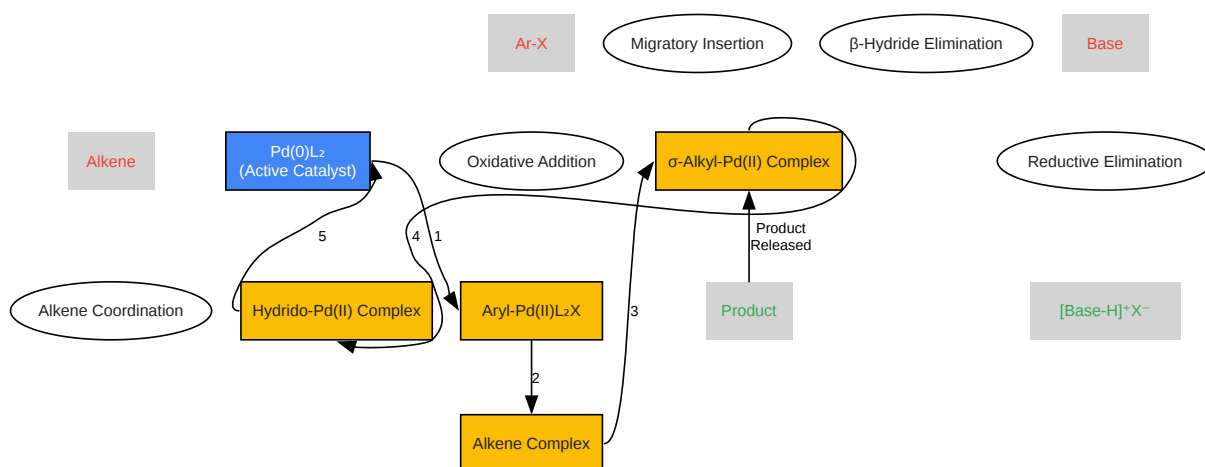 Ar-X
Migratory Insertion
β-Hydride Elimination
Base
Alkene
Pd(0)L₂
(Active Catalyst)
Oxidative Addition
σ-Alkyl-Pd(II) Complex
Reductive Elimination
5
4
1
Product
Released
Alkene Coordination
Hydrido-Pd(II) Complex
Aryl-Pd(II)L₂X
3
Product
[Base-H]⁺X⁻
2
Alkene Complex